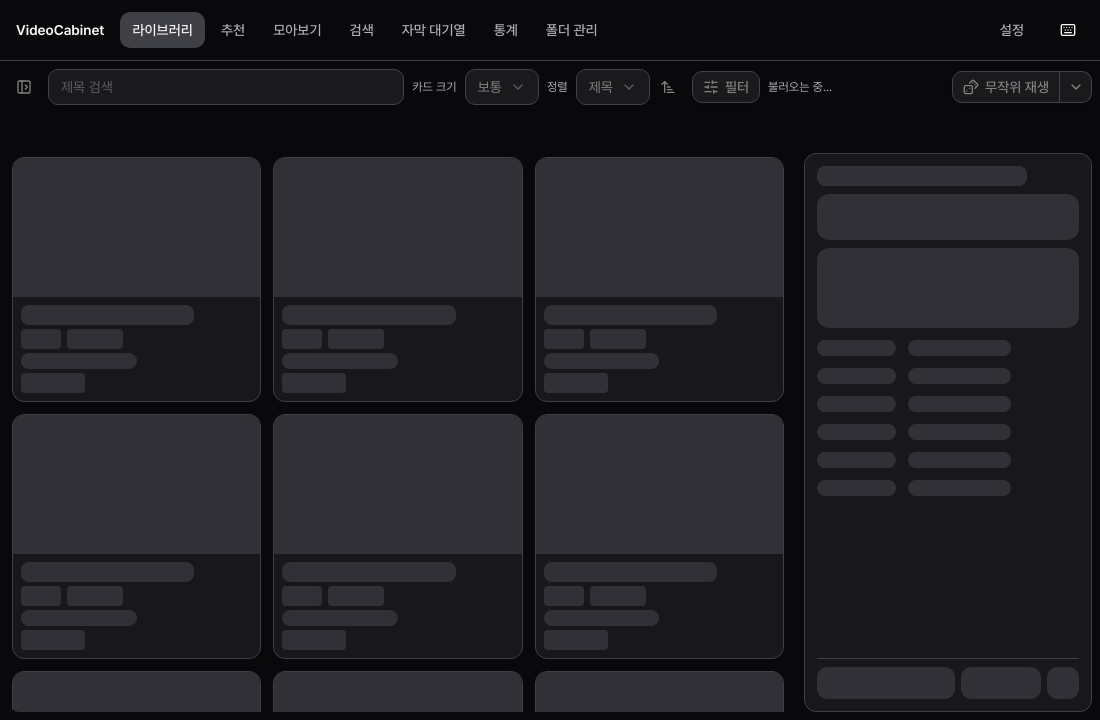 VideoCabinet 라이브러리 추천 모아보기 검색 자막 대기열 통계 폴더 관리 설정
제목 검색 카드 크기 보통 정렬 제목 필터 불러오는 중... 무작위 재생